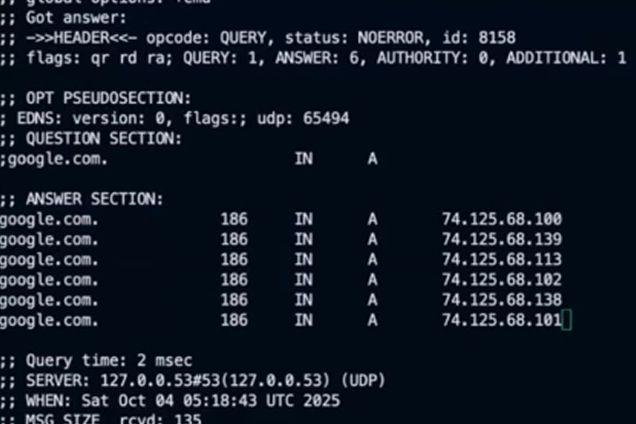 ;; global options: +cmd
;; Got answer:
;; ->>HEADER<<- opcode: QUERY, status: NOERROR, id: 8158
;; flags: qr rd ra; QUERY: 1, ANSWER: 6, AUTHORITY: 0, ADDITIONAL: 1
;; OPT PSEUDOSECTION:
; EDNS: version: 0, flags:; udp: 65494
;; QUESTION SECTION:
;google.com. IN A
;; ANSWER SECTION:
google.com. 186 IN A 74.125.68.100
google.com. 186 IN A 74.125.68.139
google.com. 186 IN A 74.125.68.113
google.com. 186 IN A 74.125.68.102
google.com. 186 IN A 74.125.68.138
google.com. 186 IN A 74.125.68.101
;; Query time: 2 msec
;; SERVER: 127.0.0.53#53(127.0.0.53) (UDP)
;; WHEN: Sat Oct 04 05:18:43 UTC 2025
;; MSG SIZE rcvd: 135